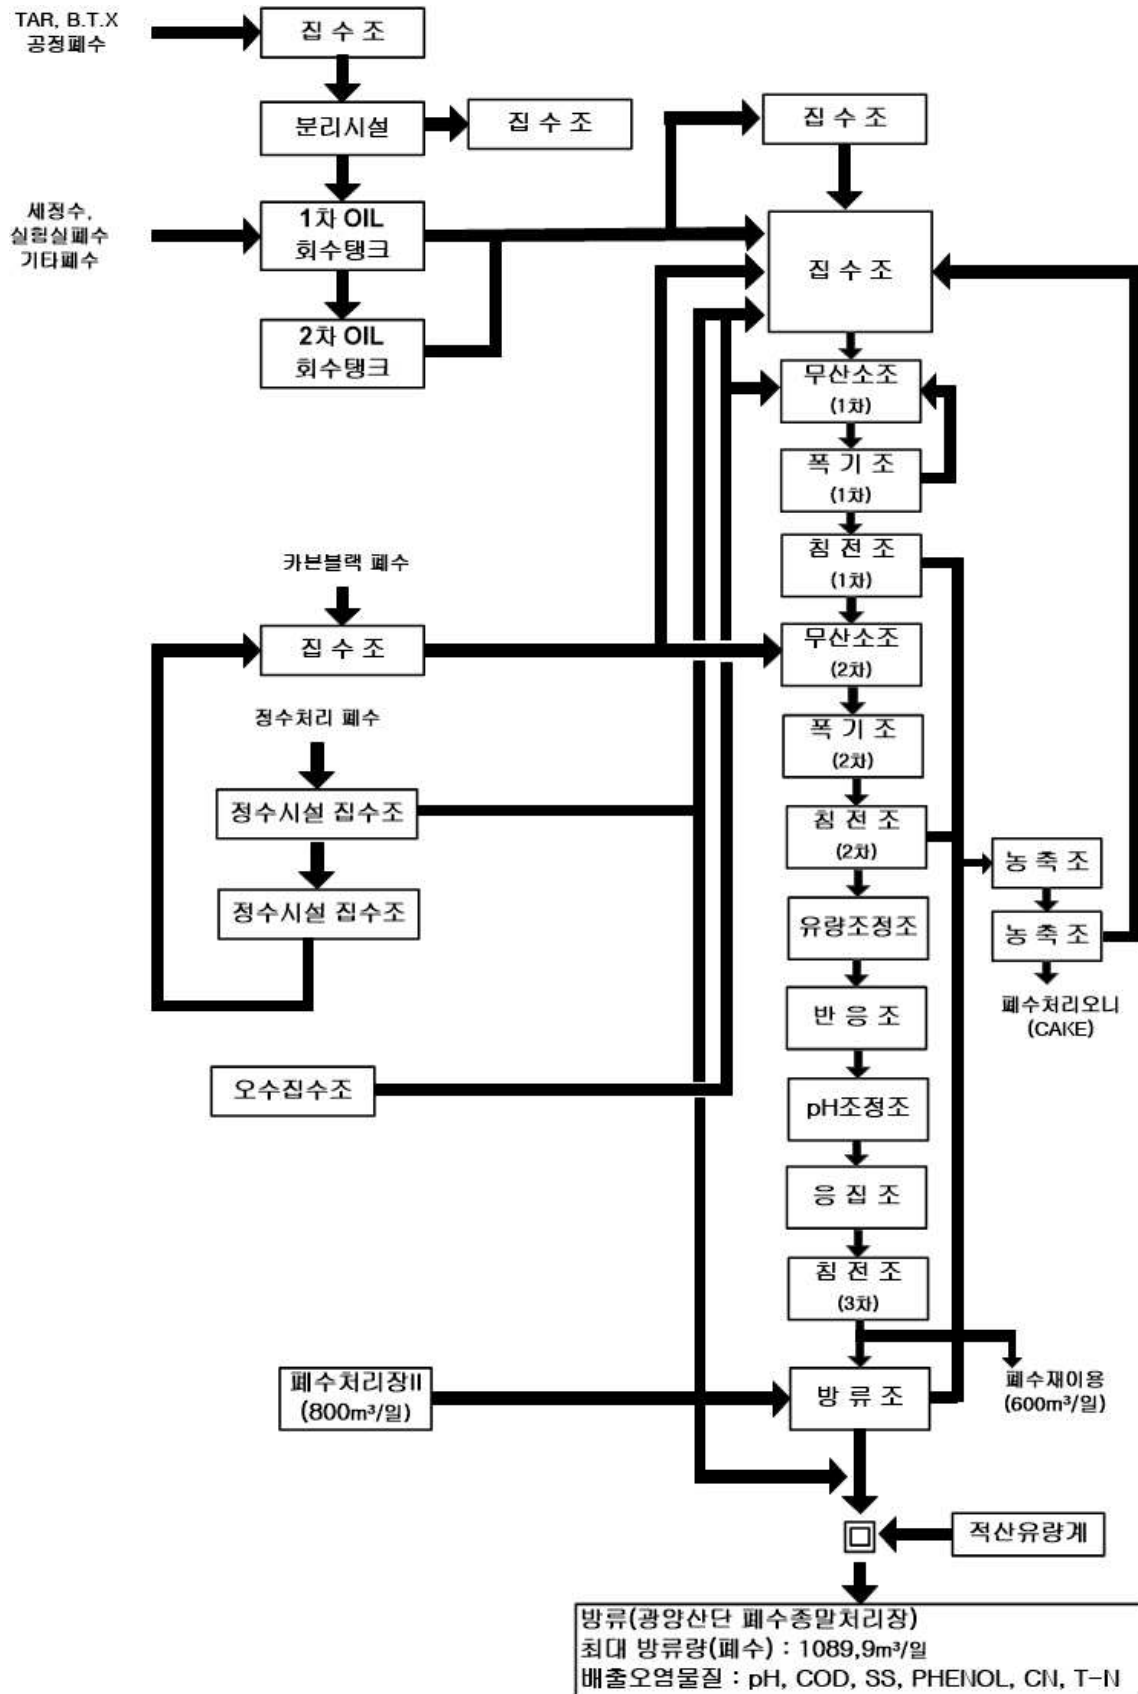 TAR, B.T.X
공정폐수
집 수 조
분리시설
집 수 조
집 수 조
세정수,
실험실폐수
기타폐수
1차 OIL
회수탱크
집 수 조
2차 OIL
회수탱크
무산소조
(1차)
폭 기 조
(1차)
침 전 조
(1차)
카본블랙 폐수
집 수 조
무산소조
(2차)
정수처리 폐수
폭 기 조
(2차)
정수시설 집수조
침 전 조
(2차)
농 축 조
정수시설 집수조
유량조정조
농 축 조
폐수처리오니
(CAKE)
반 응 조
오수집수조
pH조정조
응 집 조
침 전 조
(3차)
폐수처리장II
(800m³/일)
방 류 조
폐수재이용
(600m³/일)
적산유량계
방류(광양산단 폐수종말처리장)
최대 방류량(폐수) : 1089,9m³/일
배출오염물질 : pH, COD, SS, PHENOL, CN, T-N